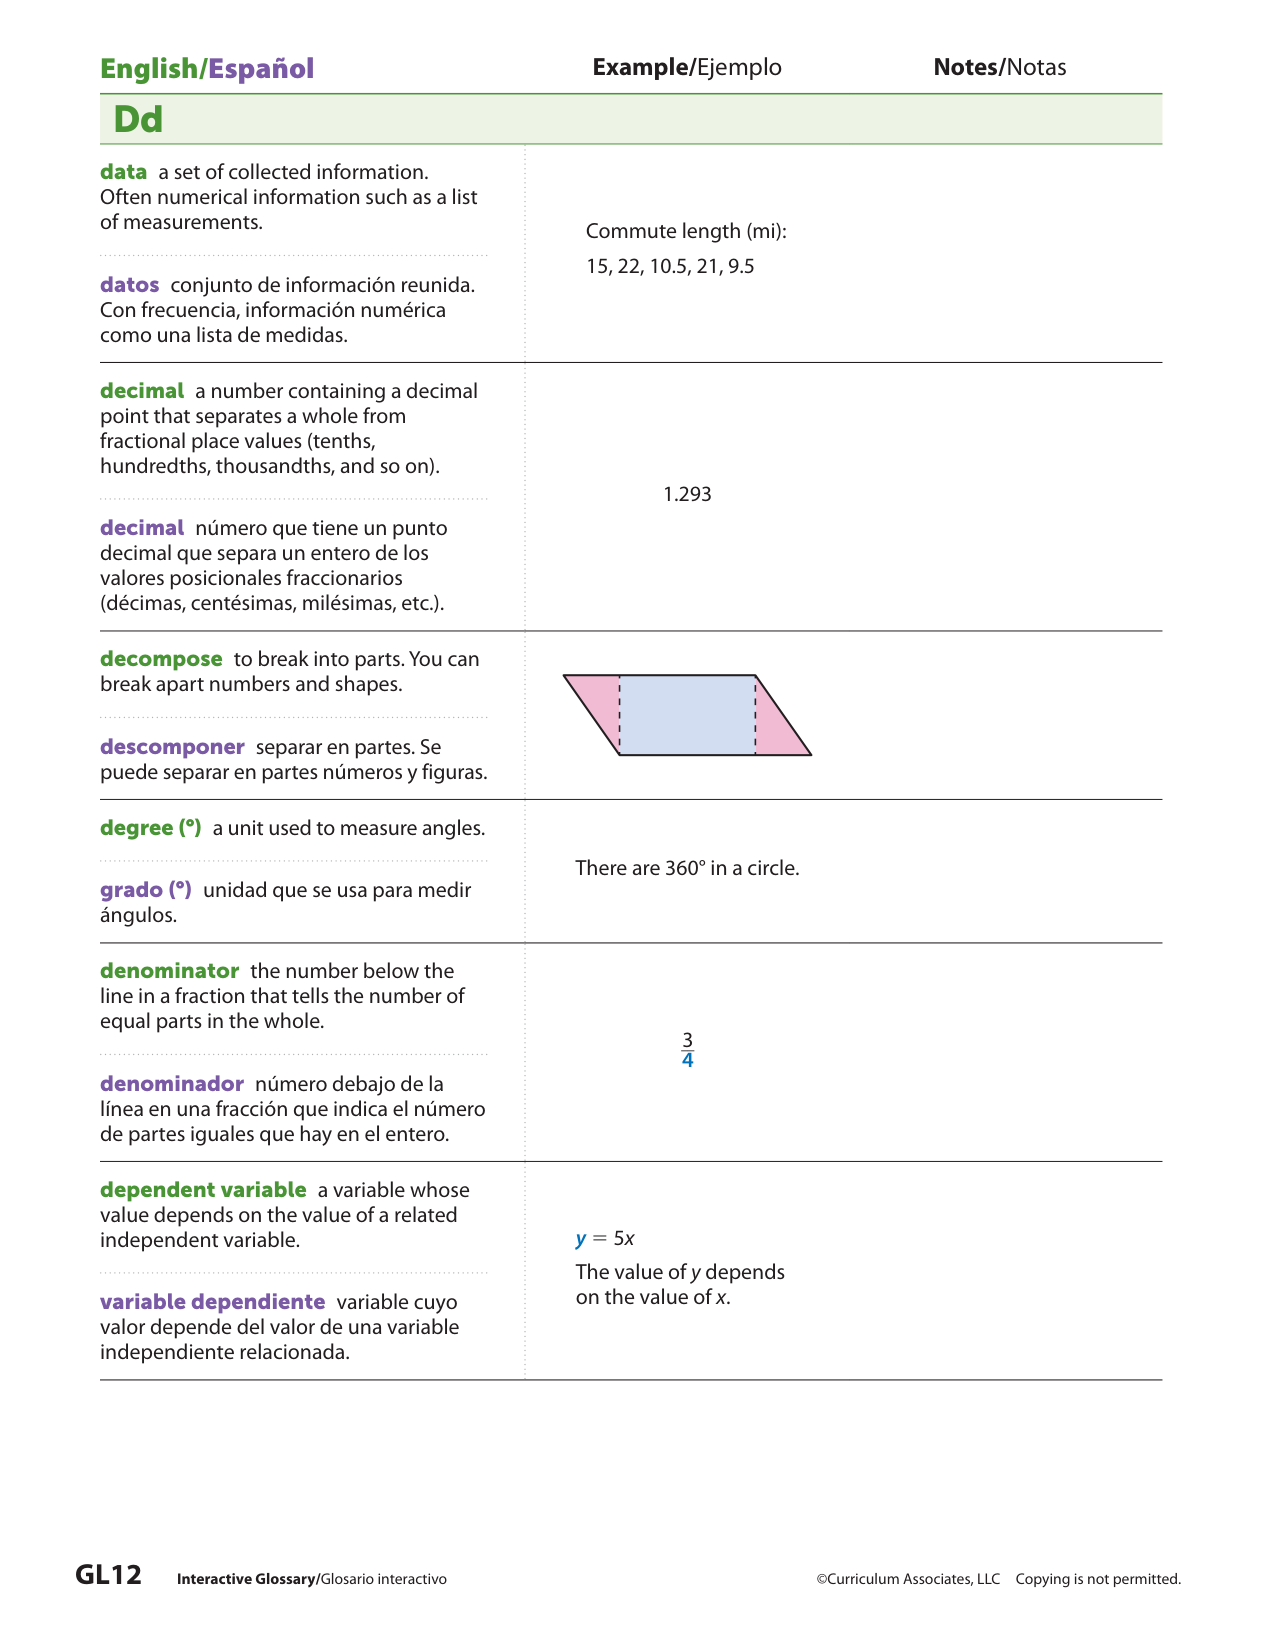 English/Español Example/Ejemplo Notes/Notas
Dd
data a set of collected information.
Often numerical information such as a list
of measurements.
datos conjunto de información reunida.
Con frecuencia, información numérica
como una lista de medidas.
Commute length (mi):
15, 22, 10.5, 21, 9.5
decimal a number containing a decimal
point that separates a whole from
fractional place values (tenths,
hundredths, thousandths, and so on).
decimal número que tiene un punto
decimal que separa un entero de los
valores posicionales fraccionarios
(décimas, centésimas, milésimas, etc.).
1.293
decompose to break into parts. You can
break apart numbers and shapes.
descomponer separar en partes. Se
puede separar en partes números y figuras.
degree (º) a unit used to measure angles.
grado (º) unidad que se usa para medir
ángulos.
There are 360° in a circle.
denominator the number below the
line in a fraction that tells the number of
equal parts in the whole.
denominador número debajo de la
línea en una fracción que indica el número
de partes iguales que hay en el entero.
3
4
dependent variable a variable whose
value depends on the value of a related
independent variable.
variable dependiente variable cuyo
valor depende del valor de una variable
independiente relacionada.
y = 5x
The value of y depends
on the value of x.
GL12 Interactive Glossary/Glosario interactivo ©Curriculum Associates, LLC Copying is not permitted.